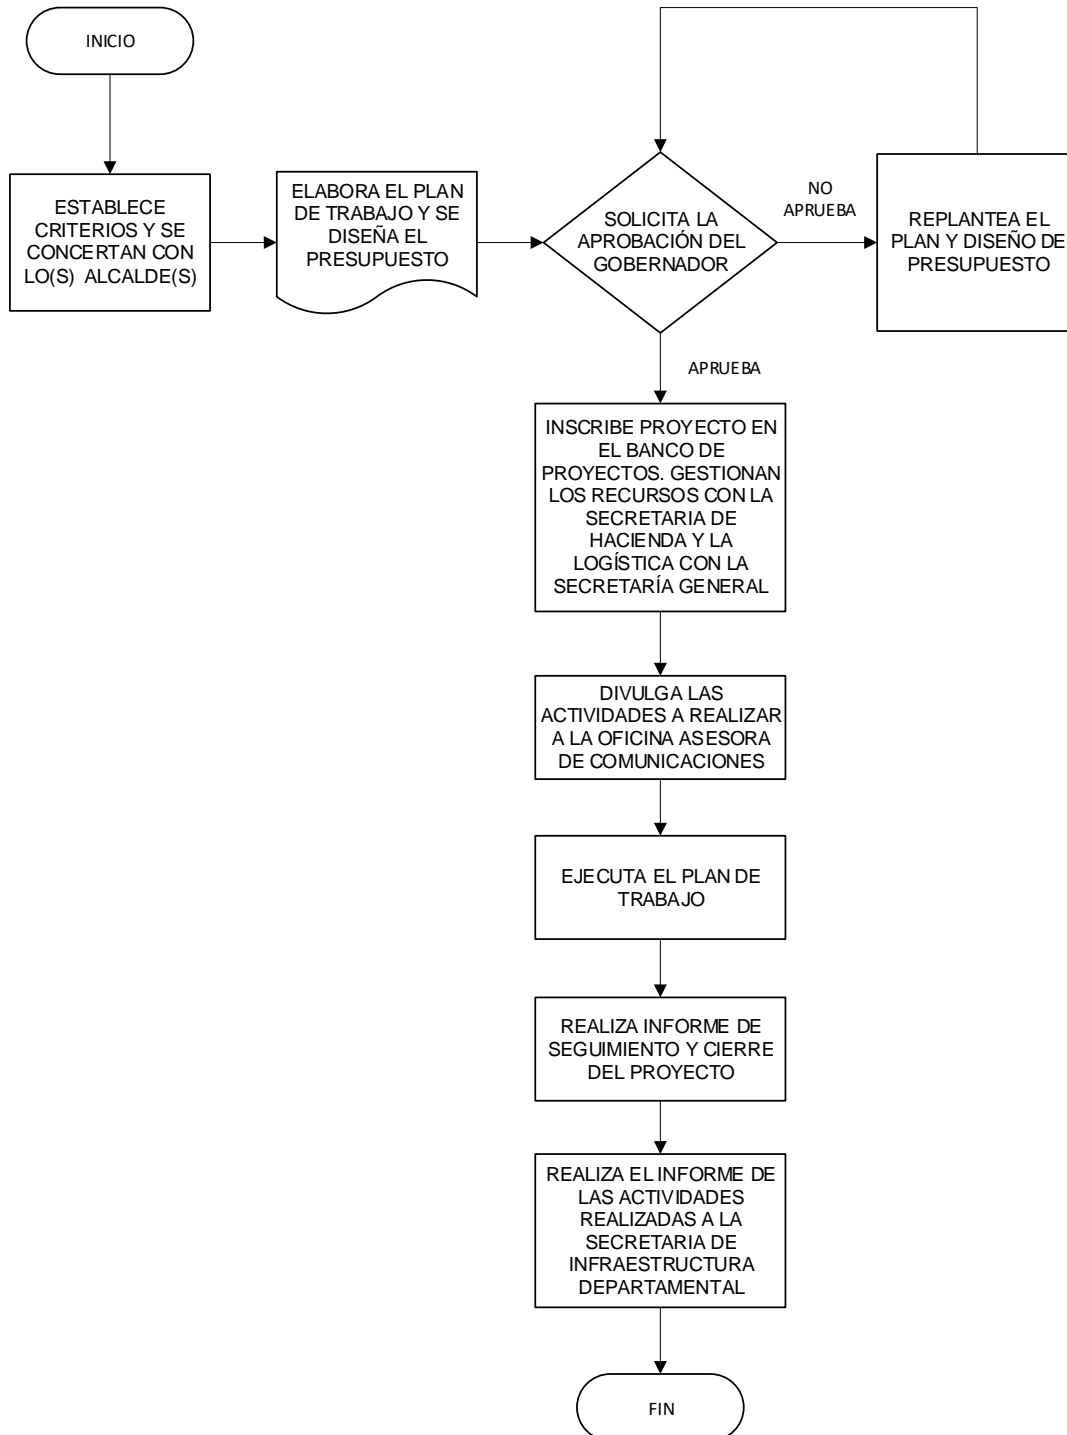 INICIO
ESTABLECE
CRITERIOS Y SE
CONCERTAN CON
LO(S) ALCALDE(S)
ELABORA EL PLAN
DE TRABAJO Y SE
DISEÑA EL
PRESUPUESTO
SOLICITA LA
APROBACIÓN DEL
GOBERNADOR
NO
APRUEBA
REPLANTEA EL
PLAN Y DISEÑO DE
PRESUPUESTO
APRUEBA
INSCRIBE PROYECTO EN
EL BANCO DE
PROYECTOS. GESTIONAN
LOS RECURSOS CON LA
SECRETARIA DE
HACIENDA Y LA
LOGÍSTICA CON LA
SECRETARÍA GENERAL
DIVULGA LAS
ACTIVIDADES A REALIZAR
A LA OFICINA ASESORA
DE COMUNICACIONES
EJECUTA EL PLAN DE
TRABAJO
REALIZA INFORME DE
SEGUIMIENTO Y CIERRE
DEL PROYECTO
REALIZA EL INFORME DE
LAS ACTIVIDADES
REALIZADAS A LA
SECRETARIA DE
INFRAESTRUCTURA
DEPARTAMENTAL
FIN